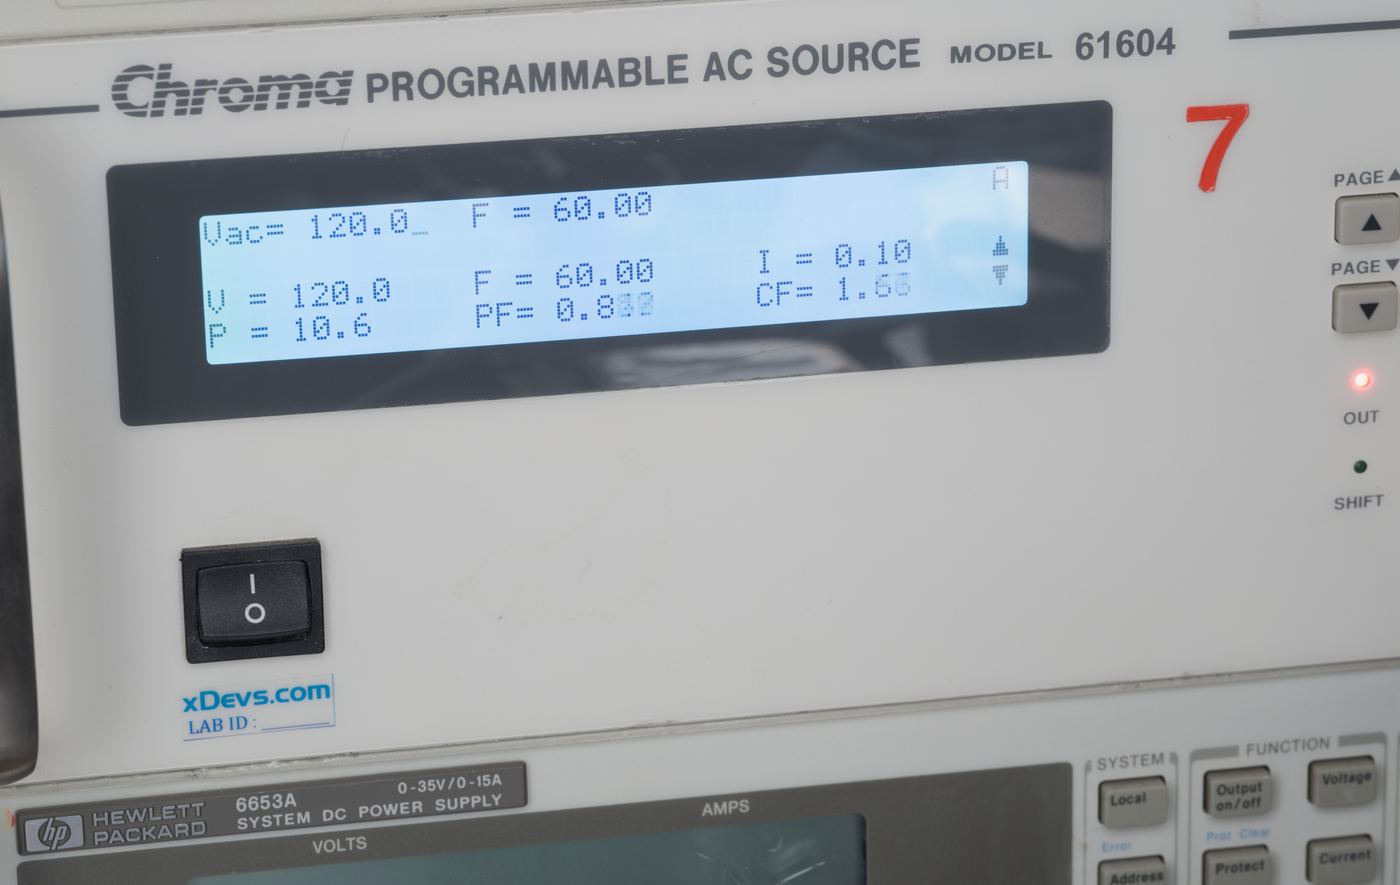 Chroma PROGRAMMABLE AC SOURCE MODEL 61604
7
Vac= 120.0_ F = 60.00 A
V = 120.0 F = 60.00 I = 0.10
P = 10.6 PF= 0.8 CF= 1.
PAGE▲
▲
PAGE▼
▼
OUT
SHIFT
I
O
xDevs.com
LAB ID :
hp HEWLETT PACKARD
6653A 0-35V/0-15A
SYSTEM DC POWER SUPPLY
VOLTS
AMPS
SYSTEM
FUNCTION
Local
Output on/off
Voltage
Error
Prot Clear
Address
Protect
Current